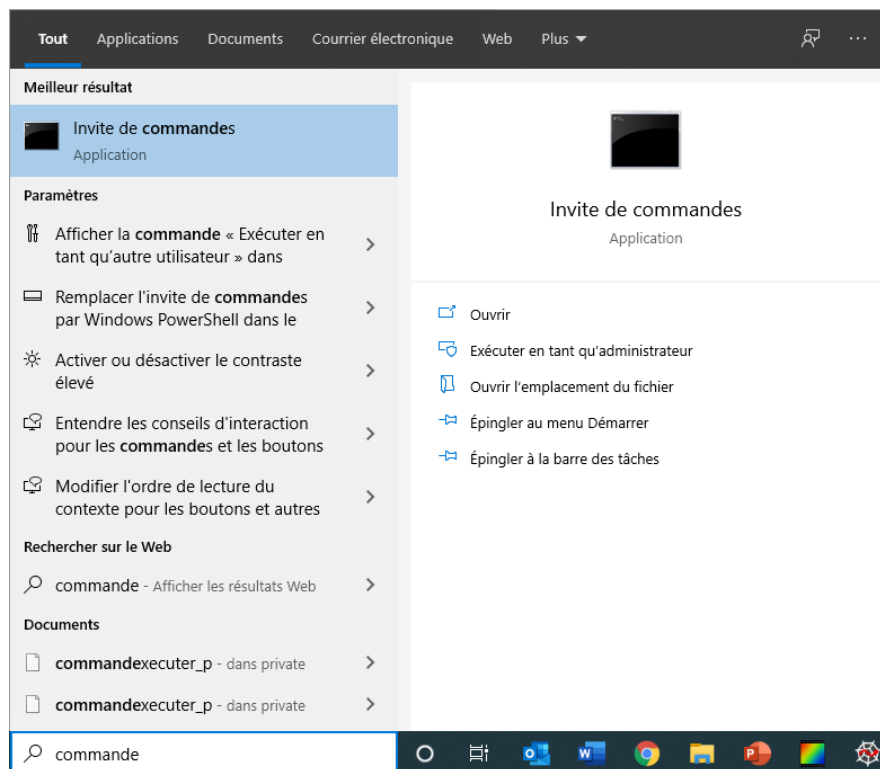 Tout Applications Documents Courrier électronique Web Plus
Meilleur résultat
Invite de commandes
Application
Paramètres
Afficher la commande « Exécuter en
tant qu'autre utilisateur » dans
Remplacer l'invite de commandes
par Windows PowerShell dans le
Activer ou désactiver le contraste
élevé
Entendre les conseils d'interaction
pour les commandes et les boutons
Modifier l'ordre de lecture du
contexte pour les boutons et autres
Rechercher sur le Web
commande - Afficher les résultats Web
Documents
commandexecuter_p - dans private
commandexecuter_p - dans private
commande
Invite de commandes
Application
Ouvrir
Exécuter en tant qu'administrateur
Ouvrir l'emplacement du fichier
Épingler au menu Démarrer
Épingler à la barre des tâches